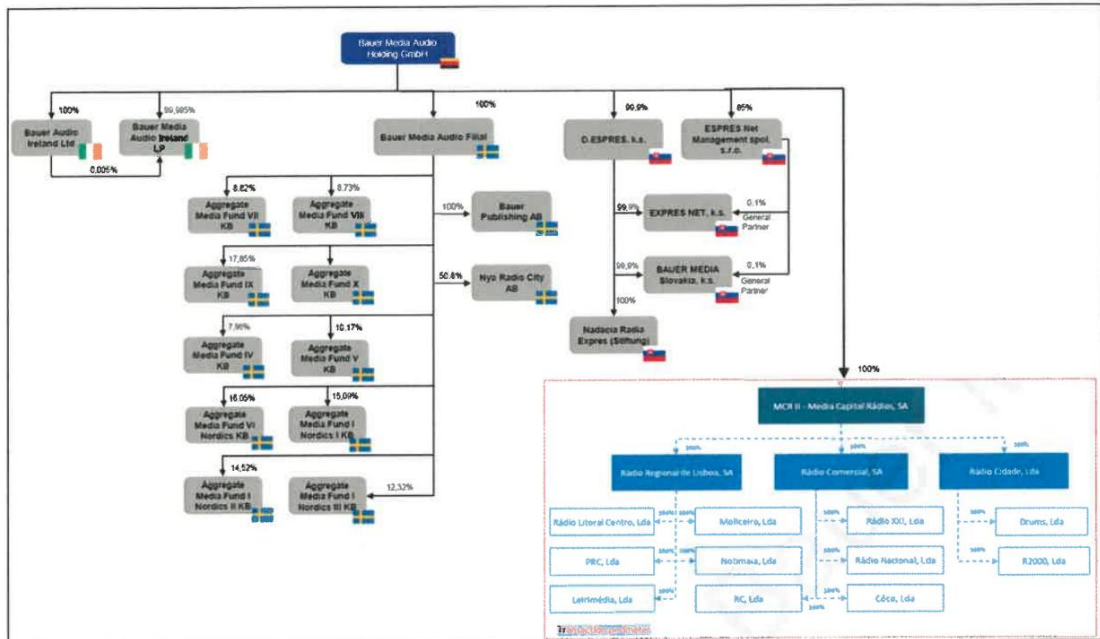 Bauer Media Audio
Holding GmbH
100%
99,995%
100%
99,9%
85%
Bauer Audio
Ireland Ltd
Bauer Media
Audio Ireland
LP
0,005%
Bauer Media Audio Filial
D.ESPRES, k.s.
ESPRES Net
Management spol.
s.r.o.
8.82%
8.73%
Aggregate
Media Fund VII
KB
Aggregate
Media Fund VIII
KB
100%
Bauer
Publishing AB
99,9%
EXPRES NET, k.s.
0,1%
General
Partner
17,85%
Aggregate
Media Fund IX
KB
Aggregate
Media Fund X
KB
50.8%
Nya Radio City
AB
99,9%
BAUER MEDIA
Slovakia, k.s.
0,1%
General
Partner
100%
Nadacia Radia
Expres (Stiftung)
7,96%
10,17%
Aggregate
Media Fund IV
KB
Aggregate
Media Fund V
KB
16,05%
15,09%
Aggregate
Media Fund VI
Nordics KB
Aggregate
Media Fund I
Nordics I KB
14,52%
Aggregate
Media Fund I
Nordics II KB
Aggregate
Media Fund I
Nordics III KB
12,32%
100%
MCR II - Media Capital Rádios, SA
100%
100%
100%
Rádio Regional de Lisboa, SA
Rádio Comercial, SA
Rádio Cidade, Lda
Rádio Litoral Centro, Lda
100%
100%
Moliceiro, Lda
100%
Rádio XXI, Lda
100%
Drums, Lda
PRC, Lda
100%
100%
Notimaia, Lda
100%
Rádio Nacional, Lda
100%
R2000, Lda
Letrimédia, Lda
100%
RC, Lda
100%
100%
Côco, Lda
Transaction perimeter